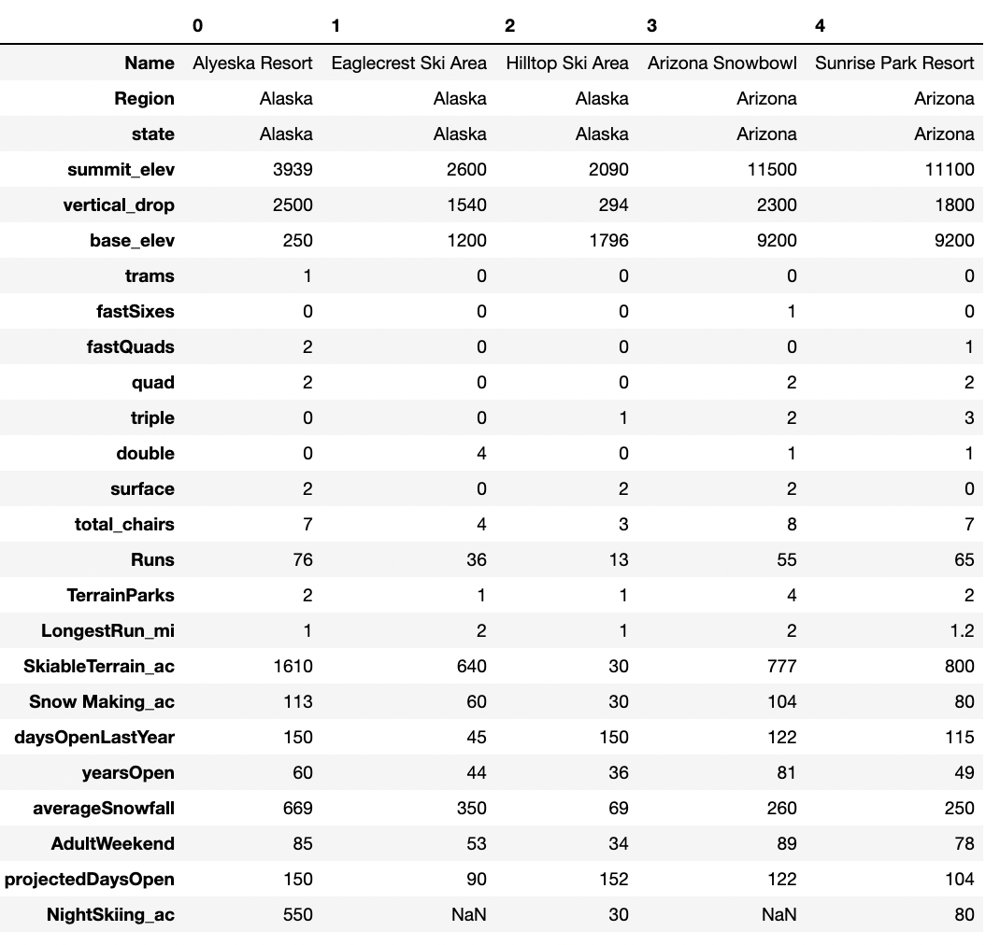 0 1 2 3 4
Name Alyeska Resort Eaglecrest Ski Area Hilltop Ski Area Arizona Snowbowl Sunrise Park Resort
Region Alaska Alaska Alaska Arizona Arizona
state Alaska Alaska Alaska Arizona Arizona
summit_elev 3939 2600 2090 11500 11100
vertical_drop 2500 1540 294 2300 1800
base_elev 250 1200 1796 9200 9200
trams 1 0 0 0 0
fastSixes 0 0 0 1 0
fastQuads 2 0 0 0 1
quad 2 0 0 2 2
triple 0 0 1 2 3
double 0 4 0 1 1
surface 2 0 2 2 0
total_chairs 7 4 3 8 7
Runs 76 36 13 55 65
TerrainParks 2 1 1 4 2
LongestRun_mi 1 2 1 2 1.2
SkiableTerrain_ac 1610 640 30 777 800
Snow Making_ac 113 60 30 104 80
daysOpenLastYear 150 45 150 122 115
yearsOpen 60 44 36 81 49
averageSnowfall 669 350 69 260 250
AdultWeekend 85 53 34 89 78
projectedDaysOpen 150 90 152 122 104
NightSkiing_ac 550 NaN 30 NaN 80